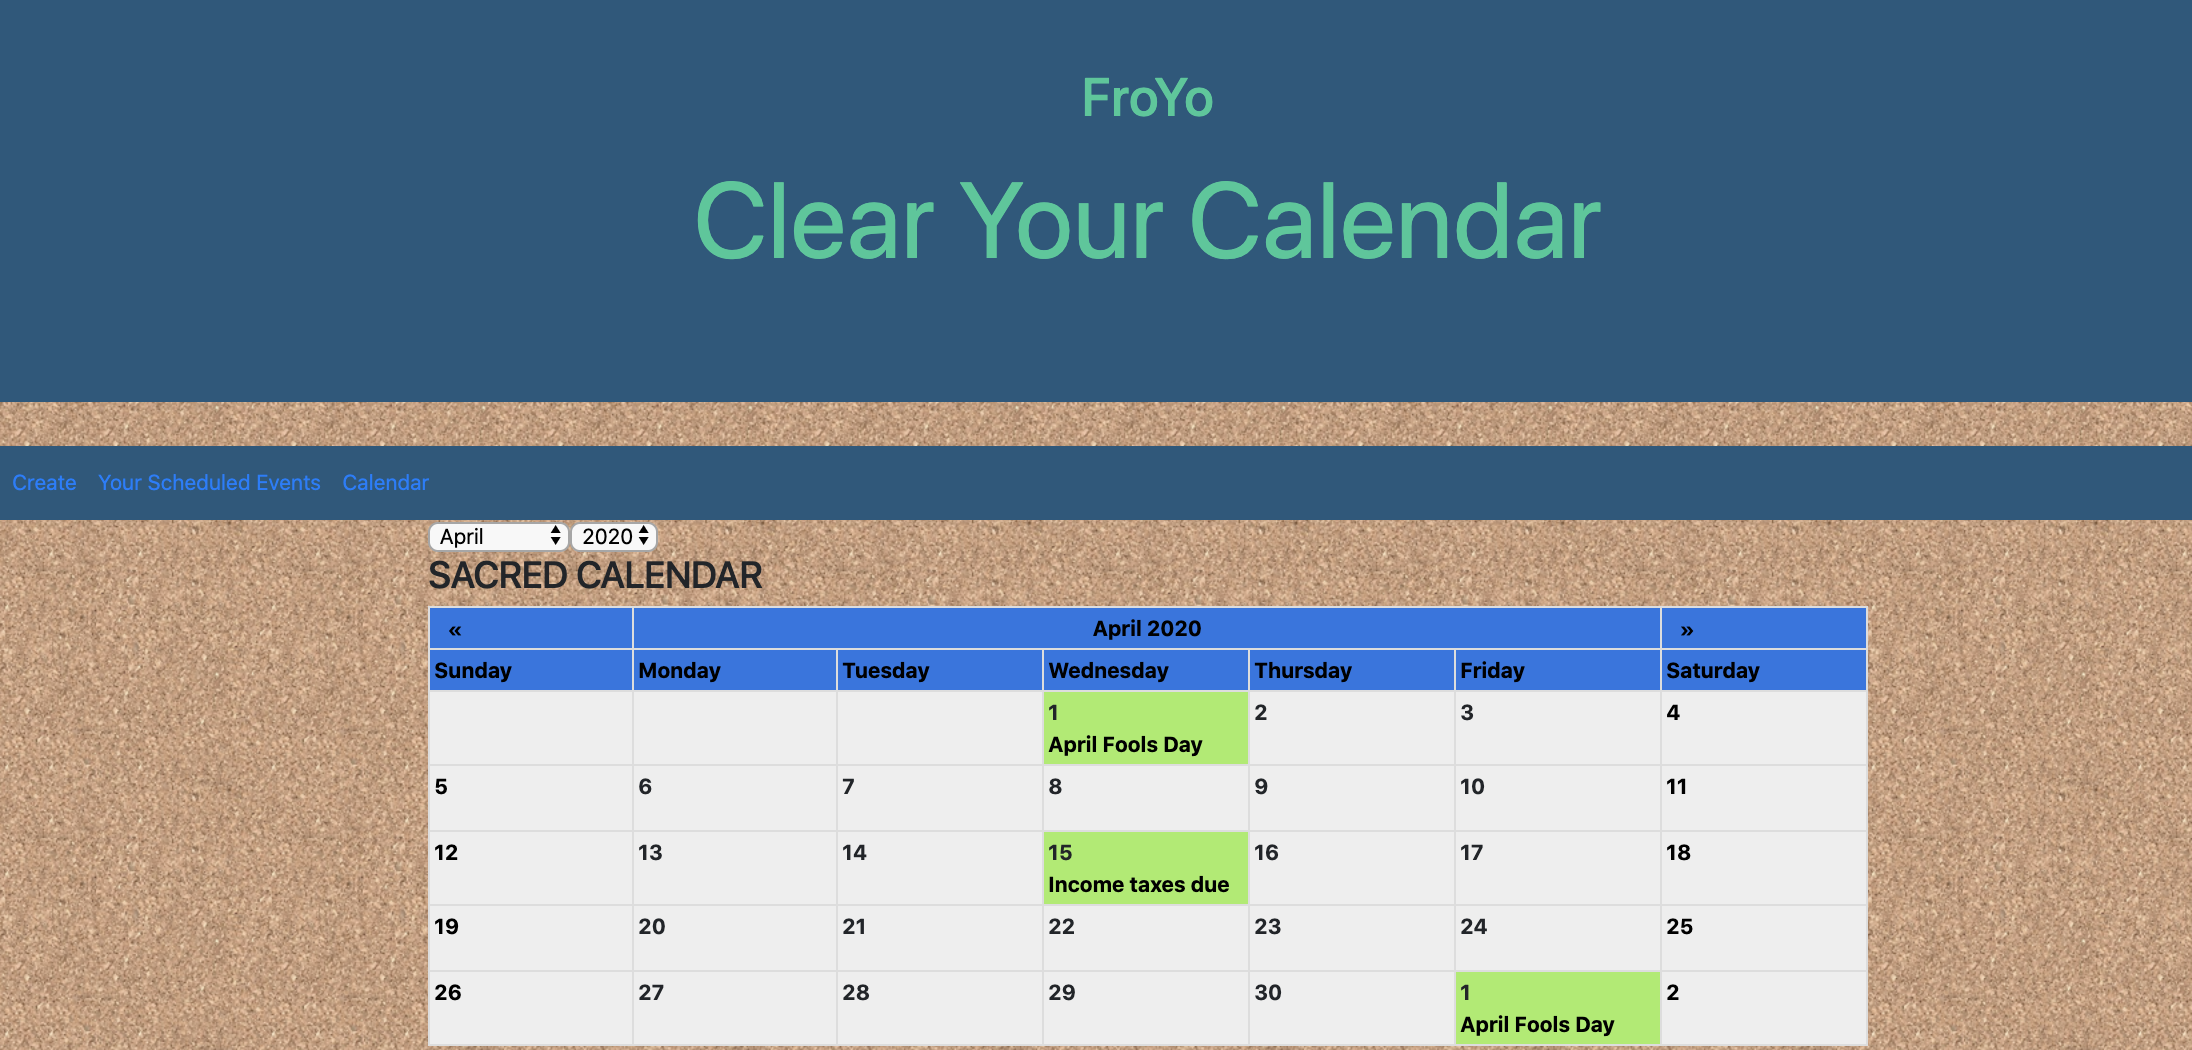 FroYo
Clear Your Calendar
Create Your Scheduled Events Calendar
April 2020
SACRED CALENDAR
« April 2020 »
Sunday Monday Tuesday Wednesday Thursday Friday Saturday
1 2 3 4
April Fools Day
5 6 7 8 9 10 11
12 13 14 15 16 17 18
Income taxes due
19 20 21 22 23 24 25
26 27 28 29 30 1 2
April Fools Day